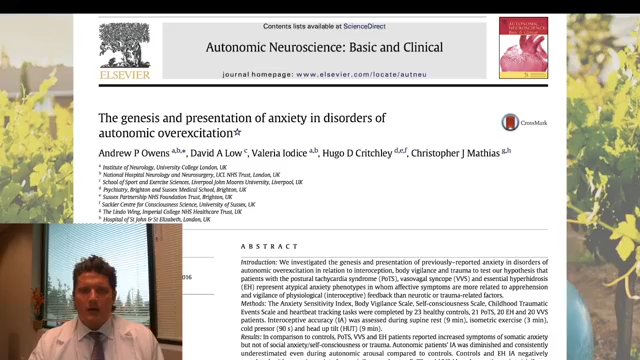 Contents lists available at ScienceDirect
Autonomic Neuroscience: Basic and Clinical
journal homepage: www.elsevier.com/locate/autneu
ELSEVIER
AUTONOMIC NEUROSCIENCE
The genesis and presentation of anxiety in disorders of
autonomic overexcitation☆
CrossMark
Andrew P Owens a,b,*, David A Low c, Valeria Iodice a,b, Hugo D Critchley d,e,f, Christopher J Mathias g,h
a Institute of Neurology, University College London, UK
b National Hospital Neurology and Neurosurgery, UCL NHS Trust, London, UK
c School of Sport and Exercise Sciences, Liverpool John Moores University, Liverpool, UK
d Psychiatry, Brighton and Sussex Medical School, Brighton, UK
e Sussex Partnership NHS Foundation Trust, Brighton, UK
f Sackler Centre for Consciousness Science, University of Sussex, UK
g The Lindo Wing, Imperial College NHS Healthcare Trust, UK
h Hospital of St John & St Elizabeth, London, UK
ABSTRACT
2016
Introduction: We investigated the genesis and presentation of previously-reported anxiety in disorders of
autonomic overexcitation in relation to interoception, body vigilance and trauma to test our hypothesis that
patients with the postural tachycardia syndrome (PoTS), vasovagal syncope (VVS) and essential hyperhidrosis
(EH) represent atypical anxiety phenotypes in whom affective symptoms are more related to apprehension
and vigilance of physiological (interoceptive) feedback than neurotic or trauma-related factors.
Methods: The Anxiety Sensitivity Index, Body Vigilance Scale, Self-consciousness Scale, Childhood Traumatic
Events Scale and heartbeat tracking tasks were completed by 23 healthy controls, 21 PoTS, 20 EH and 20 VVS
patients. Interoceptive accuracy (IA) was assessed during supine rest (9 min), isometric exercise (3 min),
cold pressor (90 s) and head up tilt (HUT) (9 min).
Results: In comparison to controls, PoTS, VVS and EH patients reported increased symptoms of somatic anxiety
but not of social anxiety/self-consciousness or trauma. Autonomic patients' IA was diminished and consistently
underestimated even during autonomic arousal compared to controls. Controls and EH IA negatively